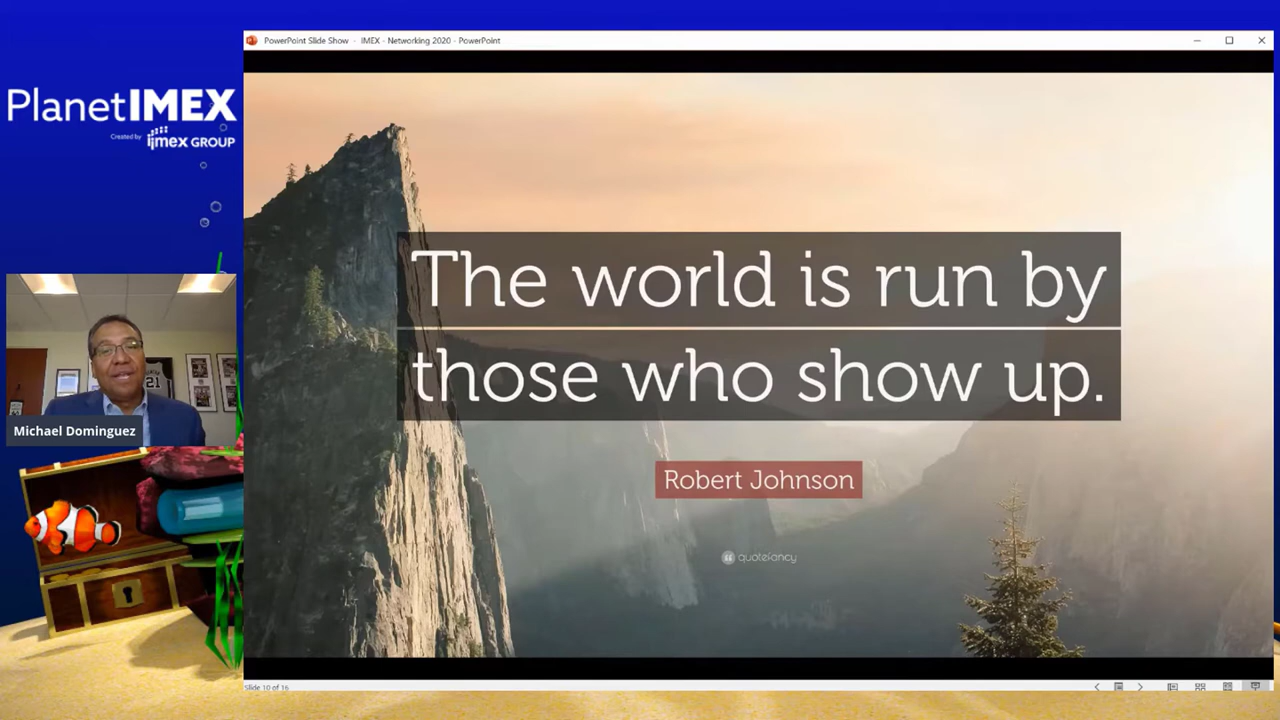 PowerPoint Slide Show - IMEX - Networking 2020 - PowerPoint
PlanetIMEX
Created by imex GROUP
The world is run by
those who show up.
Robert Johnson
quotefancy
21
Michael Dominguez
Slide 10 of 16